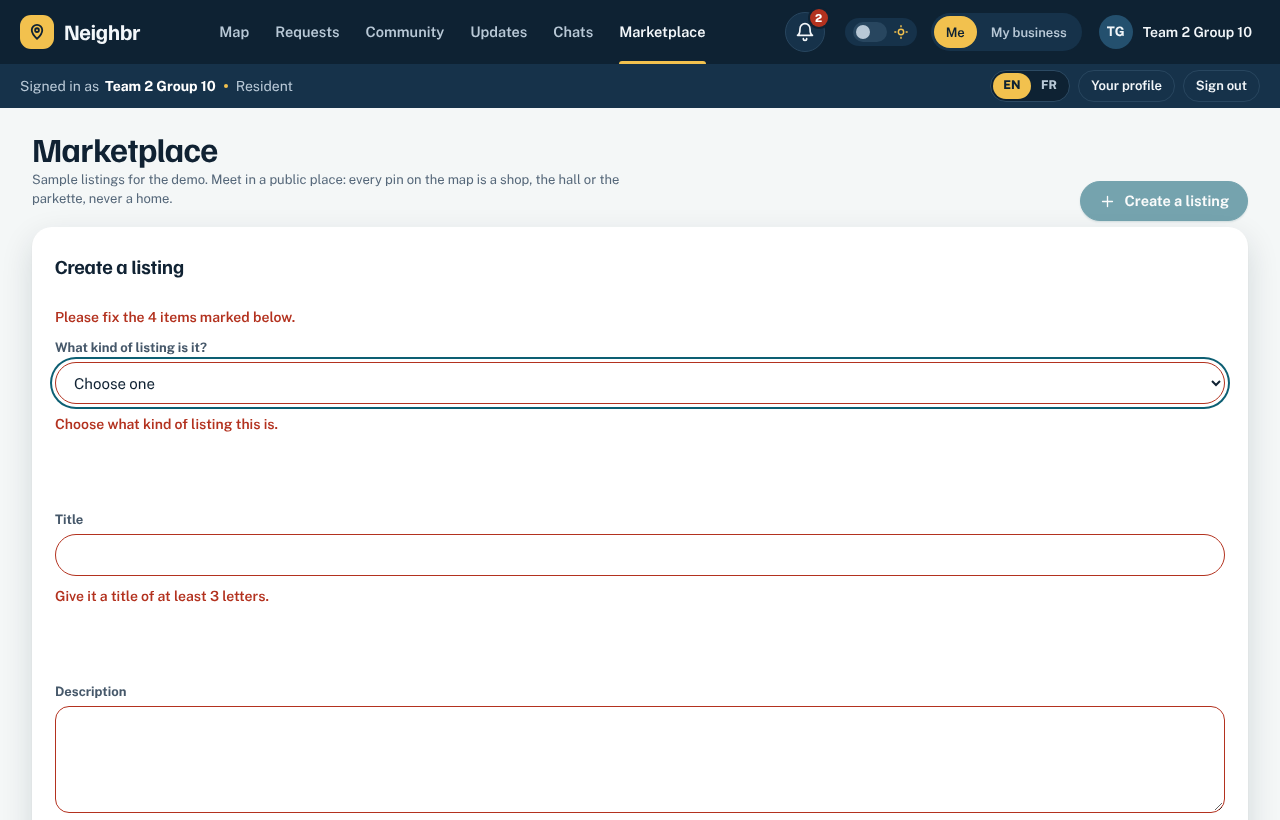 Neighbr
Map
Requests
Community
Updates
Chats
Marketplace
2
Me
My business
TG
Team 2 Group 10
Signed in as Team 2 Group 10 • Resident
EN
FR
Your profile
Sign out
Marketplace
Sample listings for the demo. Meet in a public place: every pin on the map is a shop, the hall or the
parkette, never a home.
+ Create a listing
Create a listing
Please fix the 4 items marked below.
What kind of listing is it?
Choose one
Choose what kind of listing this is.
Title
Give it a title of at least 3 letters.
Description